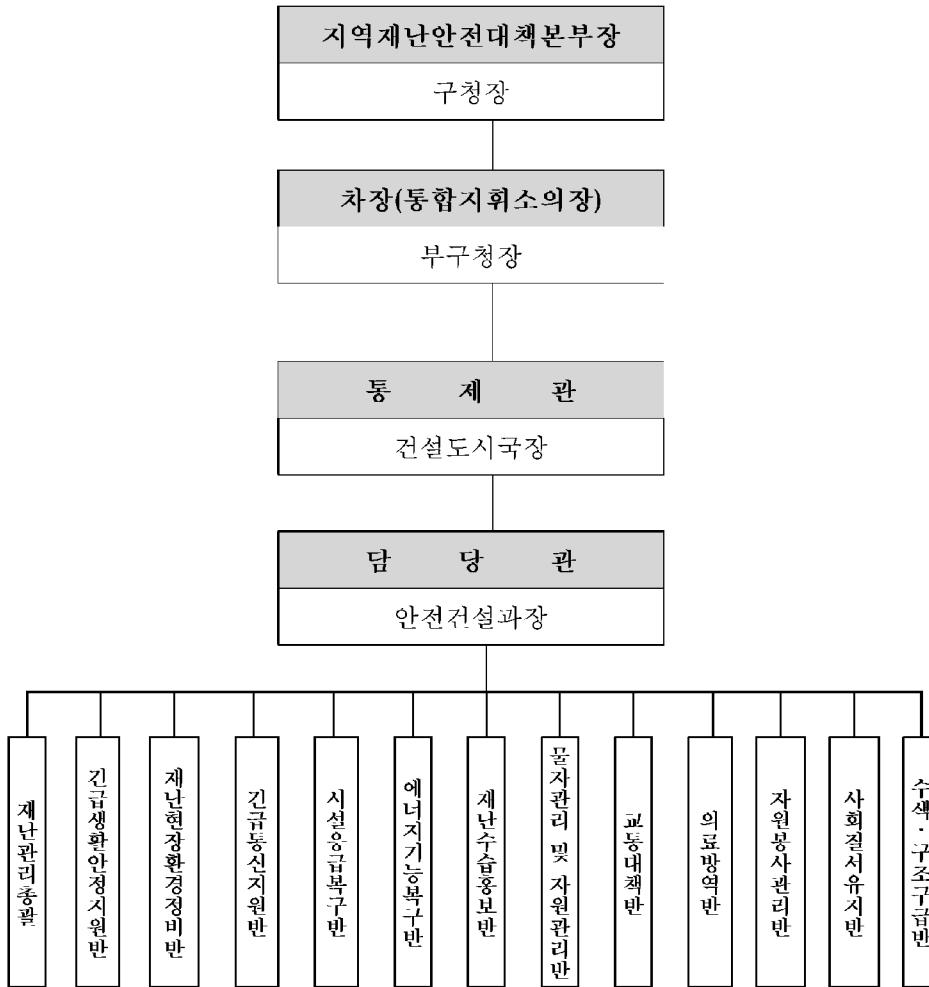 지역재난안전대책본부장
구청장
차장(통합지휘소의장)
부구청장
통 제 관
건설도시국장
담 당 관
안전건설과장
재난관리총괄
긴급생활안정지원반
재난현장환경정비반
긴급통신지원반
시설응급복구반
에너지기능복구반
재난수습홍보반
물자관리 및 자원관리반
교통대책반
의료방역반
자원봉사관리반
사회질서유지반
수색·구조구급반